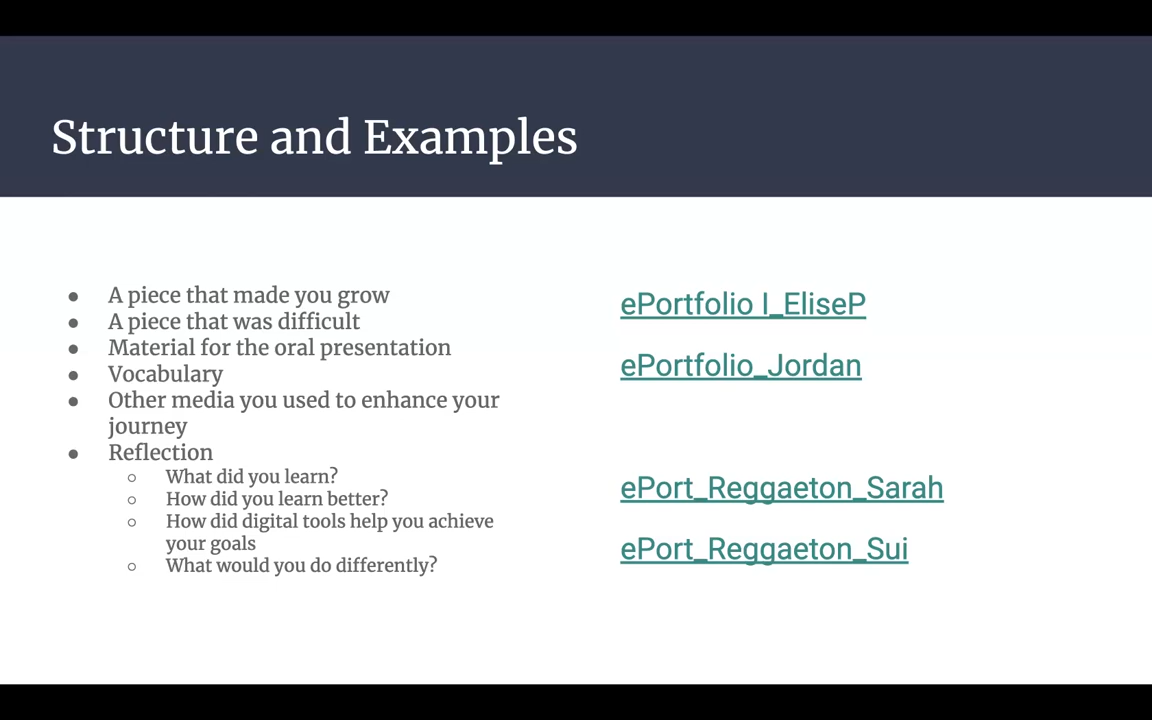 Structure and Examples
● A piece that made you grow
● A piece that was difficult
● Material for the oral presentation
● Vocabulary
● Other media you used to enhance your
journey
● Reflection
○ What did you learn?
○ How did you learn better?
○ How did digital tools help you achieve
your goals
○ What would you do differently?
ePortfolio I_EliseP
ePortfolio_Jordan
ePort_Reggaeton_Sarah
ePort_Reggaeton_Sui